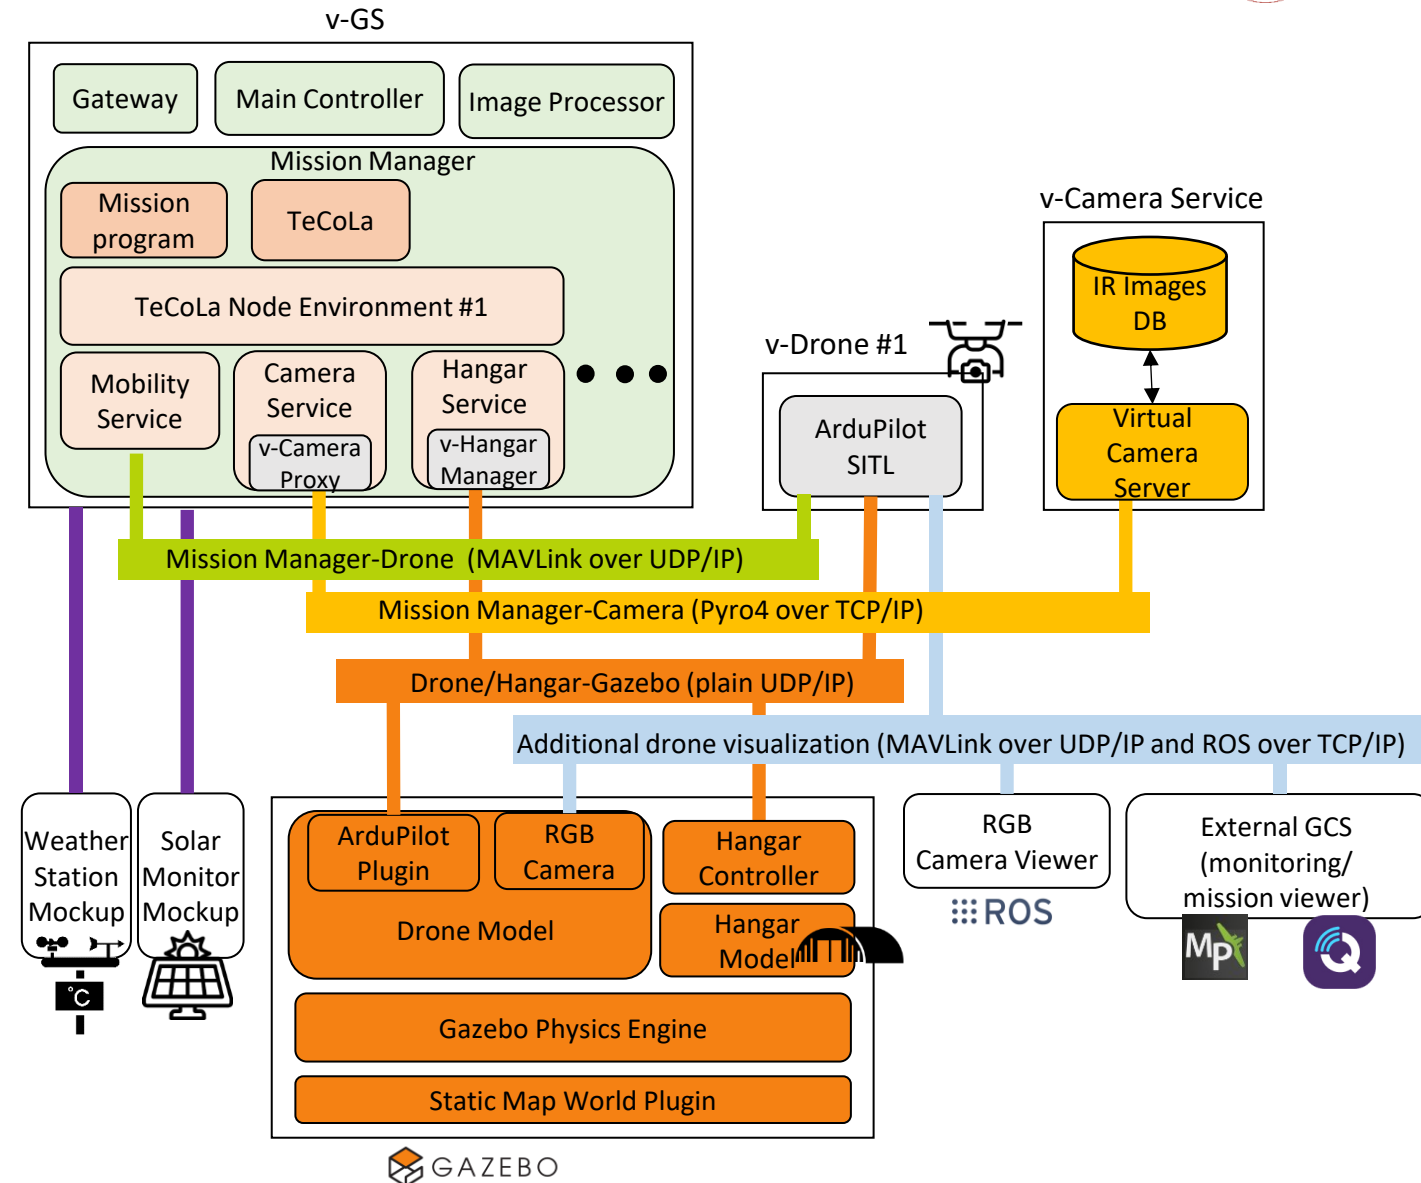 v-GS
Gateway
Main Controller
Image Processor
Mission Manager
Mission
program
TeCoLa
TeCoLa Node Environment #1
Mobility
Service
Camera
Service
v-Camera
Proxy
Hangar
Service
v-Hangar
Manager
v-Drone #1
ArduPilot
SITL
v-Camera Service
IR Images
DB
Virtual
Camera
Server
Mission Manager-Drone (MAVLink over UDP/IP)
Mission Manager-Camera (Pyro4 over TCP/IP)
Drone/Hangar-Gazebo (plain UDP/IP)
Additional drone visualization (MAVLink over UDP/IP and ROS over TCP/IP)
Weather
Station
Mockup
°C
Solar
Monitor
Mockup
ArduPilot
Plugin
RGB
Camera
Drone Model
Hangar
Controller
Hangar
Model
Gazebo Physics Engine
Static Map World Plugin
GAZEBO
RGB
Camera Viewer
ROS
External GCS
(monitoring/
mission viewer)
Mp